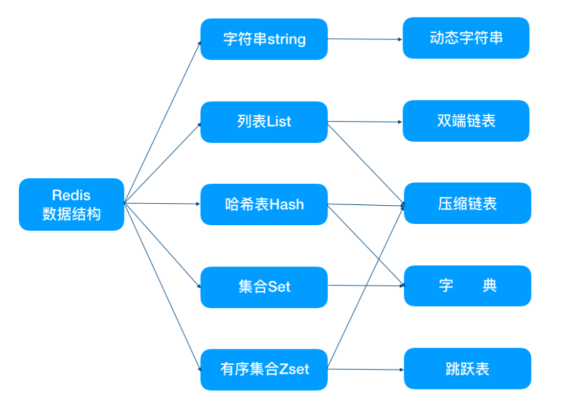 字符串string
动态字符串
列表List
双端链表
Redis
数据结构
哈希表Hash
压缩链表
集合Set
字 典
有序集合Zset
跳跃表